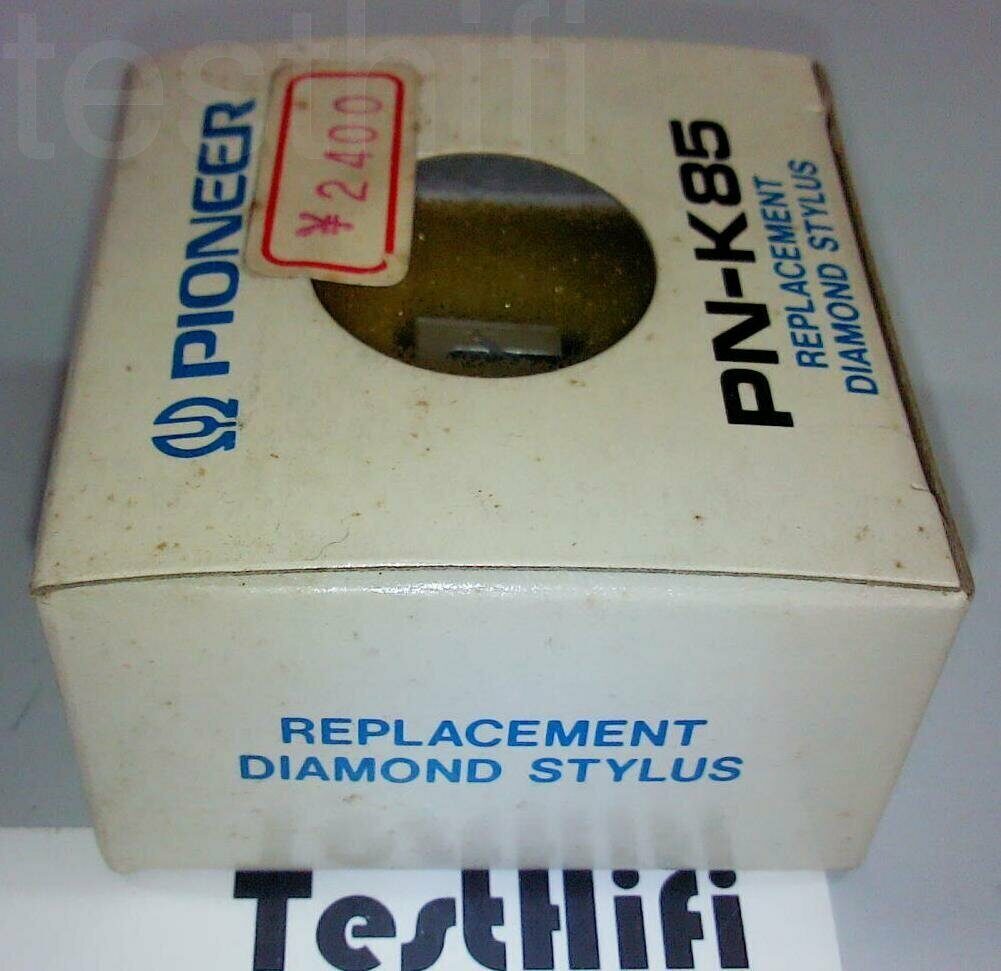 testhifi
PIONEER
¥2400
PN-K85
REPLACEMENT
DIAMOND STYLUS
REPLACEMENT
DIAMOND STYLUS
TestHifi